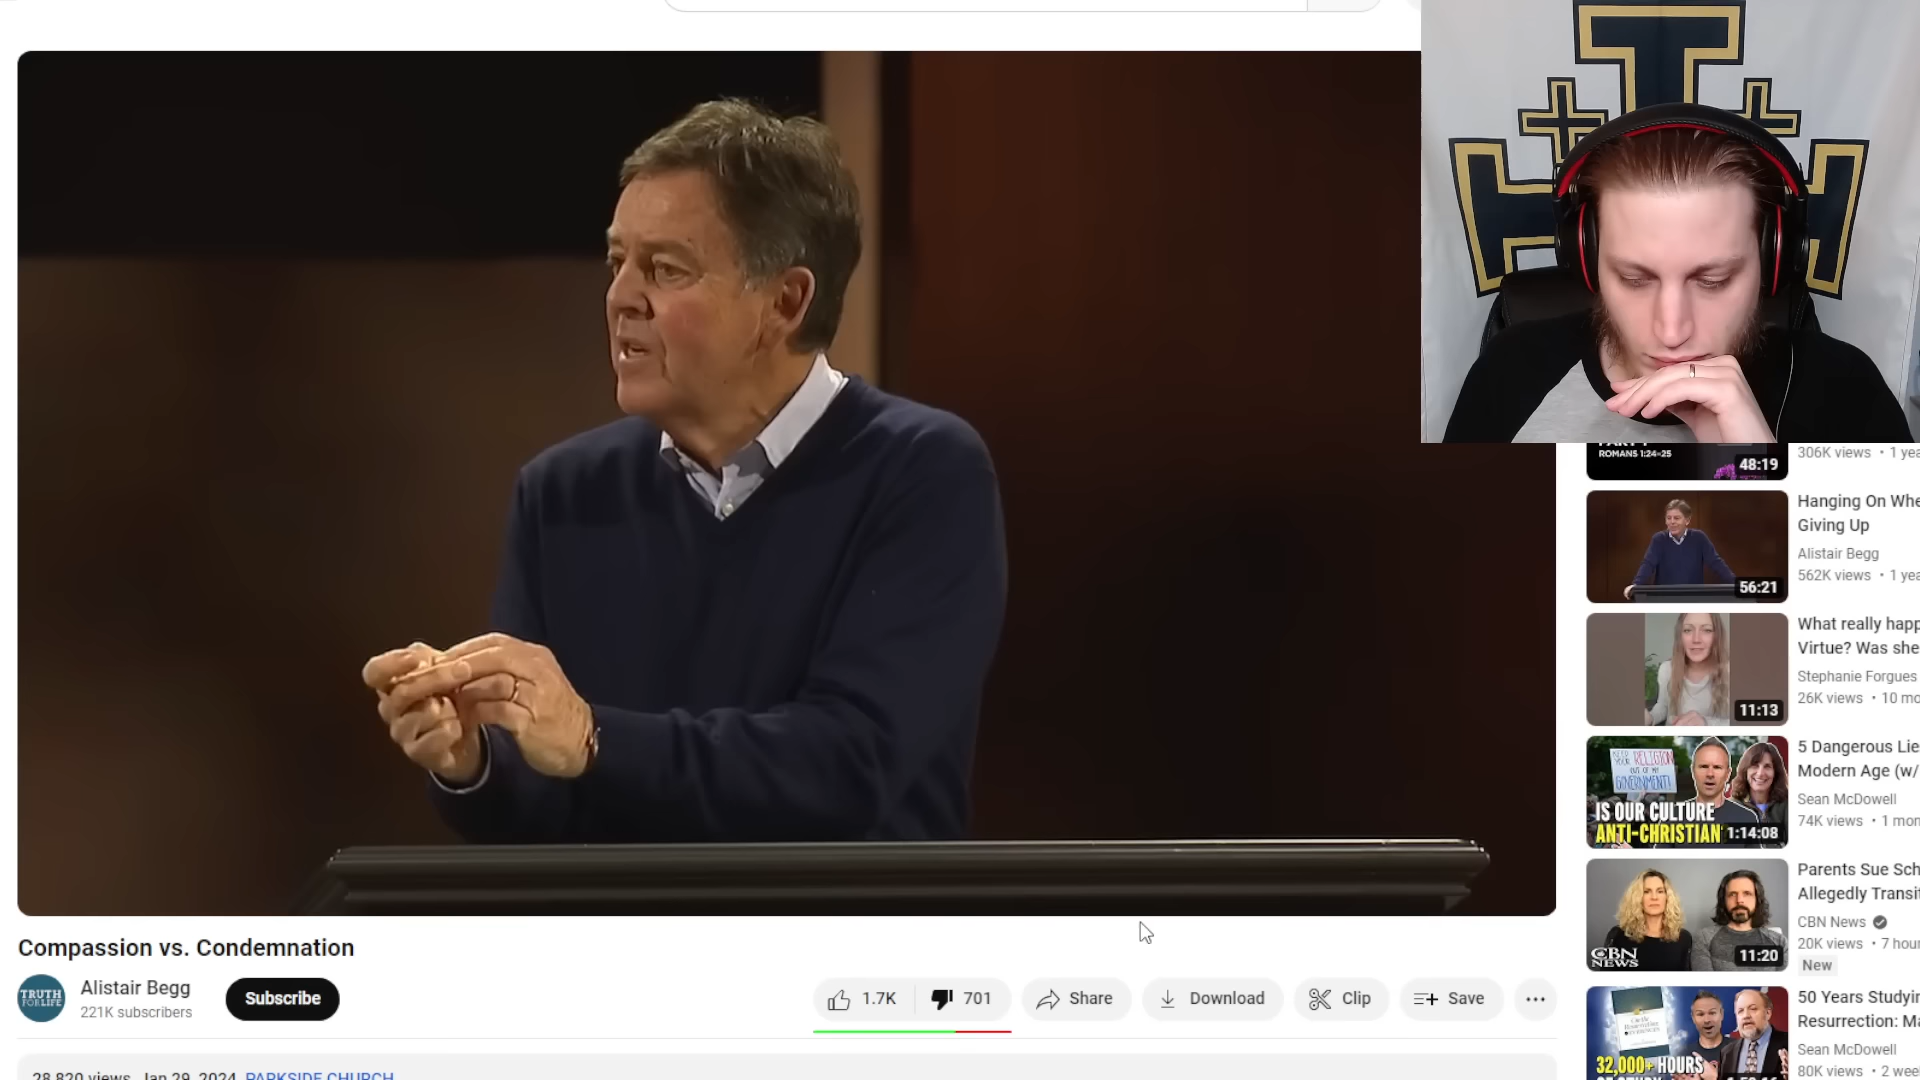 ROMANS 1:24–25
48:19
306K views • 1 yea
Hanging On Whe
Giving Up
Alistair Begg
562K views • 1 yea
56:21
What really happ
Virtue? Was she
Stephanie Forgues
26K views • 10 mo
11:13
5 Dangerous Lie
Modern Age (w/
Sean McDowell
74K views • 1 mon
IS OUR CULTURE
ANTI-CHRISTIAN
1:14:08
Parents Sue Sch
Allegedly Transi
CBN News
20K views • 7 hour
New
CBN
NEWS
11:20
50 Years Studyin
Resurrection: Ma
Sean McDowell
80K views • 2 wee
32,000+ HOURS
Compassion vs. Condemnation
TRUTH
FOR LIFE
Alistair Begg
221K subscribers
Subscribe
1.7K
701
Share
Download
Clip
Save
28,820 views Jan 29, 2024 PARKSIDE CHURCH